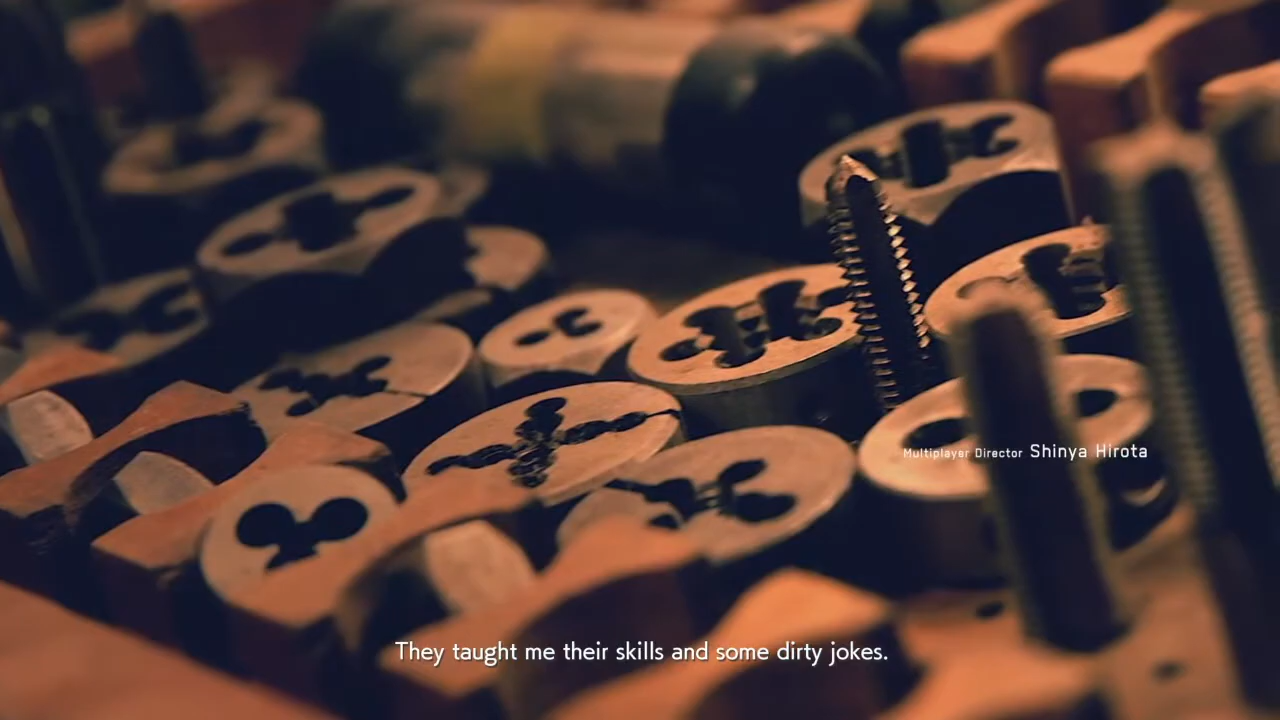 Multiplayer Director Shinya Hirota
They taught me their skills and some dirty jokes.